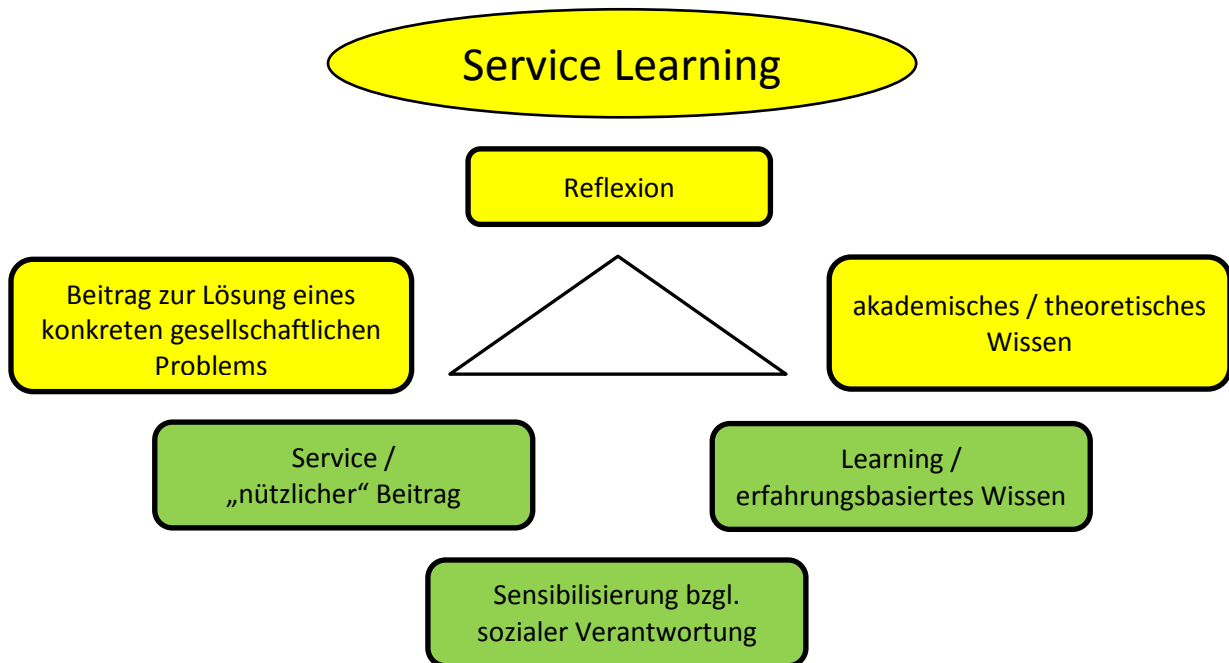 Service Learning
Reflexion
Beitrag zur Lösung eines
konkreten gesellschaftlichen
Problems
akademisches / theoretisches
Wissen
Service /
„nützlicher“ Beitrag
Learning /
erfahrungsbasiertes Wissen
Sensibilisierung bzgl.
sozialer Verantwortung